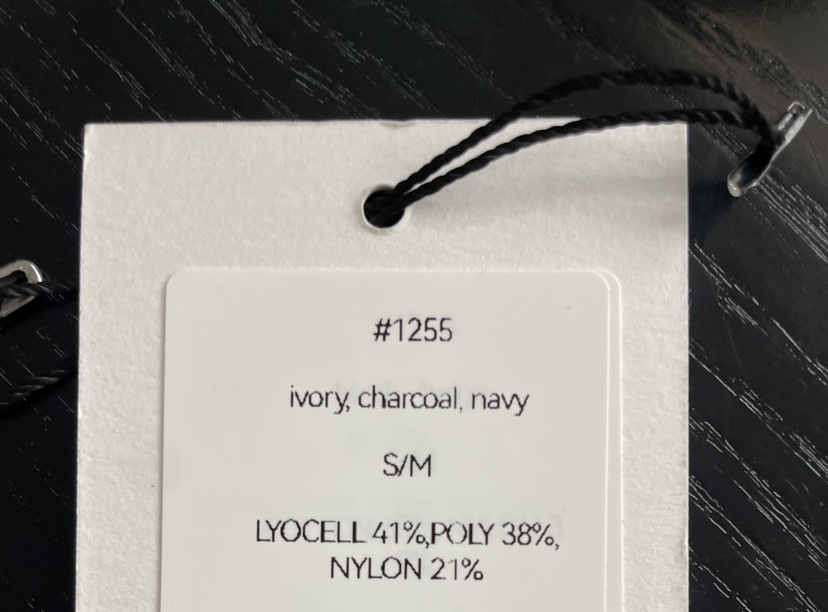 #1255
ivory, charcoal, navy
S/M
LYOCELL 41%,POLY 38%,
NYLON 21%